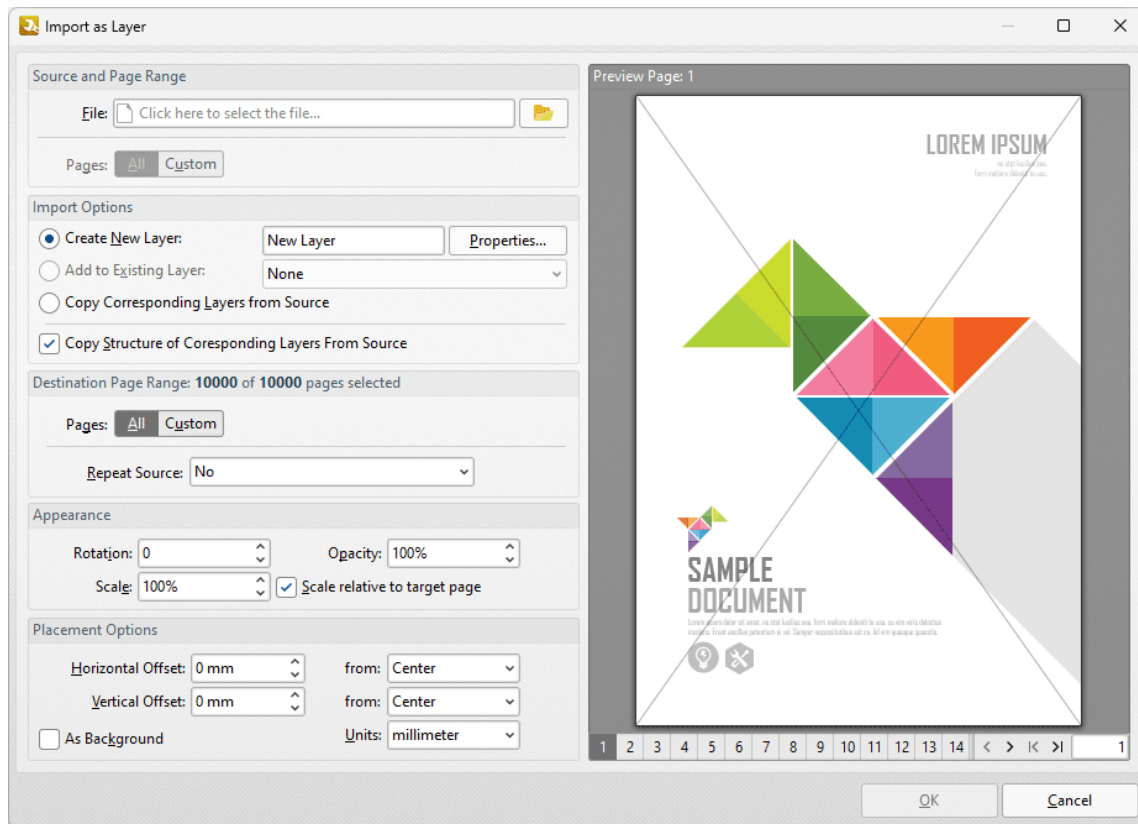 Import as Layer
Source and Page Range
File: Click here to select the file...
Pages: All Custom
Import Options
Create New Layer: New Layer Properties...
Add to Existing Layer: None
Copy Corresponding Layers from Source
Copy Structure of Coresponding Layers From Source
Destination Page Range: 10000 of 10000 pages selected
Pages: All Custom
Repeat Source: No
Appearance
Rotation: 0 Opacity: 100%
Scale: 100% Scale relative to target page
Placement Options
Horizontal Offset: 0 mm from: Center
Vertical Offset: 0 mm from: Center
As Background Units: millimeter
Preview Page: 1
LOREM IPSUM
SAMPLE
DOCUMENT
1 2 3 4 5 6 7 8 9 10 11 12 13 14 1
OK Cancel